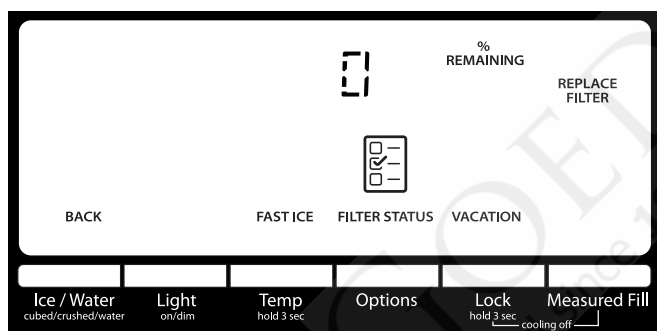 0
%
REMAINING
REPLACE
FILTER
BACK
FAST ICE
FILTER STATUS
VACATION
Ice / Water
cubed/crushed/water
Light
on/dim
Temp
hold 3 sec
Options
Lock
hold 3 sec
Measured Fill
cooling off